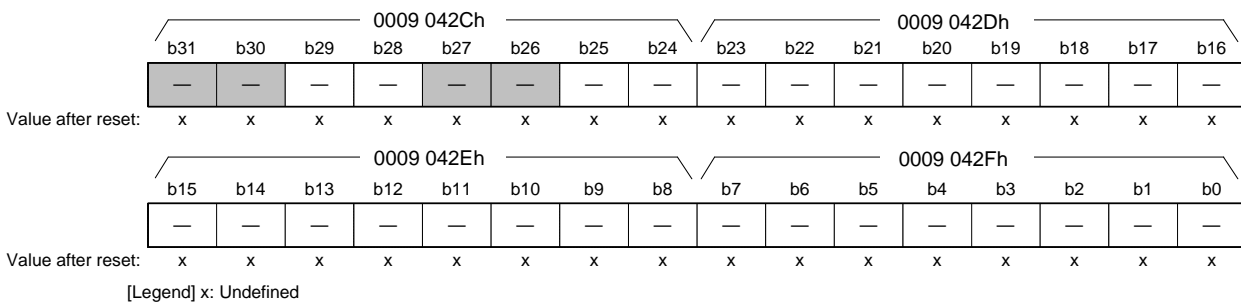 0009 042Ch 0009 042Dh
b31 b30 b29 b28 b27 b26 b25 b24 b23 b22 b21 b20 b19 b18 b17 b16
— — — — — — — — — — — — — — — —
Value after reset: x x x x x x x x x x x x x x x x
0009 042Eh 0009 042Fh
b15 b14 b13 b12 b11 b10 b9 b8 b7 b6 b5 b4 b3 b2 b1 b0
— — — — — — — — — — — — — — — —
Value after reset: x x x x x x x x x x x x x x x x
[Legend] x: Undefined